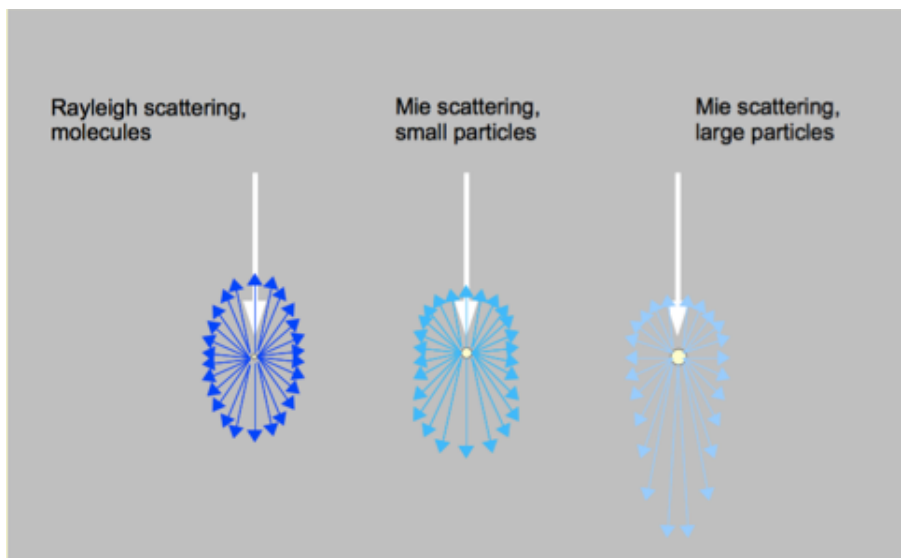 Rayleigh scattering,
molecules
Mie scattering,
small particles
Mie scattering,
large particles